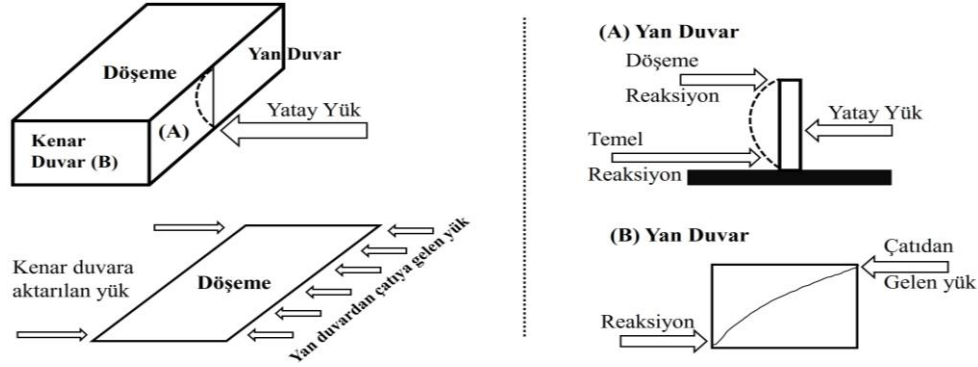 Döşeme
Yan Duvar
(A)
Yatay Yük
Kenar
Duvar (B)
Kenar duvara
aktarılan yük
Döşeme
Yan duvardan çatıya gelen yük
(A) Yan Duvar
Döşeme
Reaksiyon
Yatay Yük
Temel
Reaksiyon
(B) Yan Duvar
Çatıdan
Gelen yük
Reaksiyon